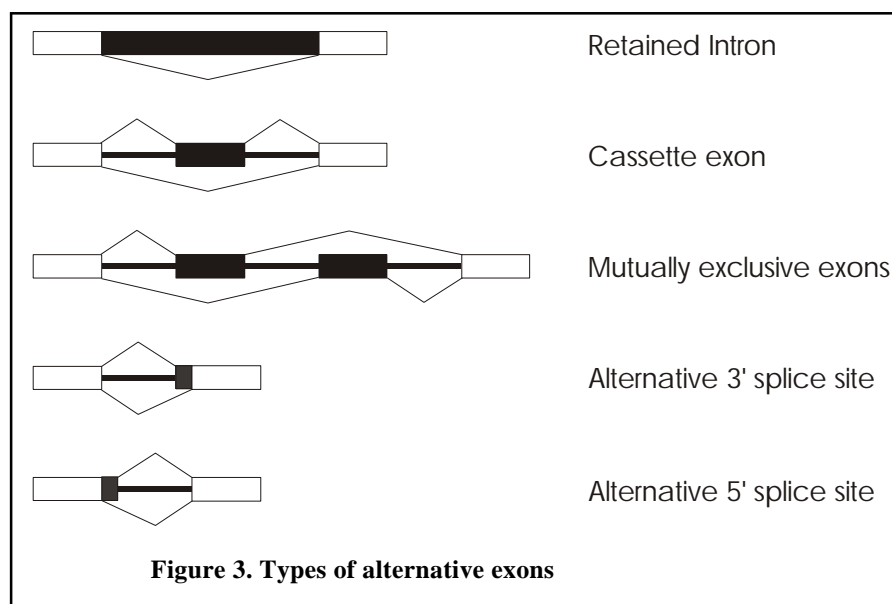 Retained Intron
Cassette exon
Mutually exclusive exons
Alternative 3' splice site
Alternative 5' splice site
Figure 3. Types of alternative exons